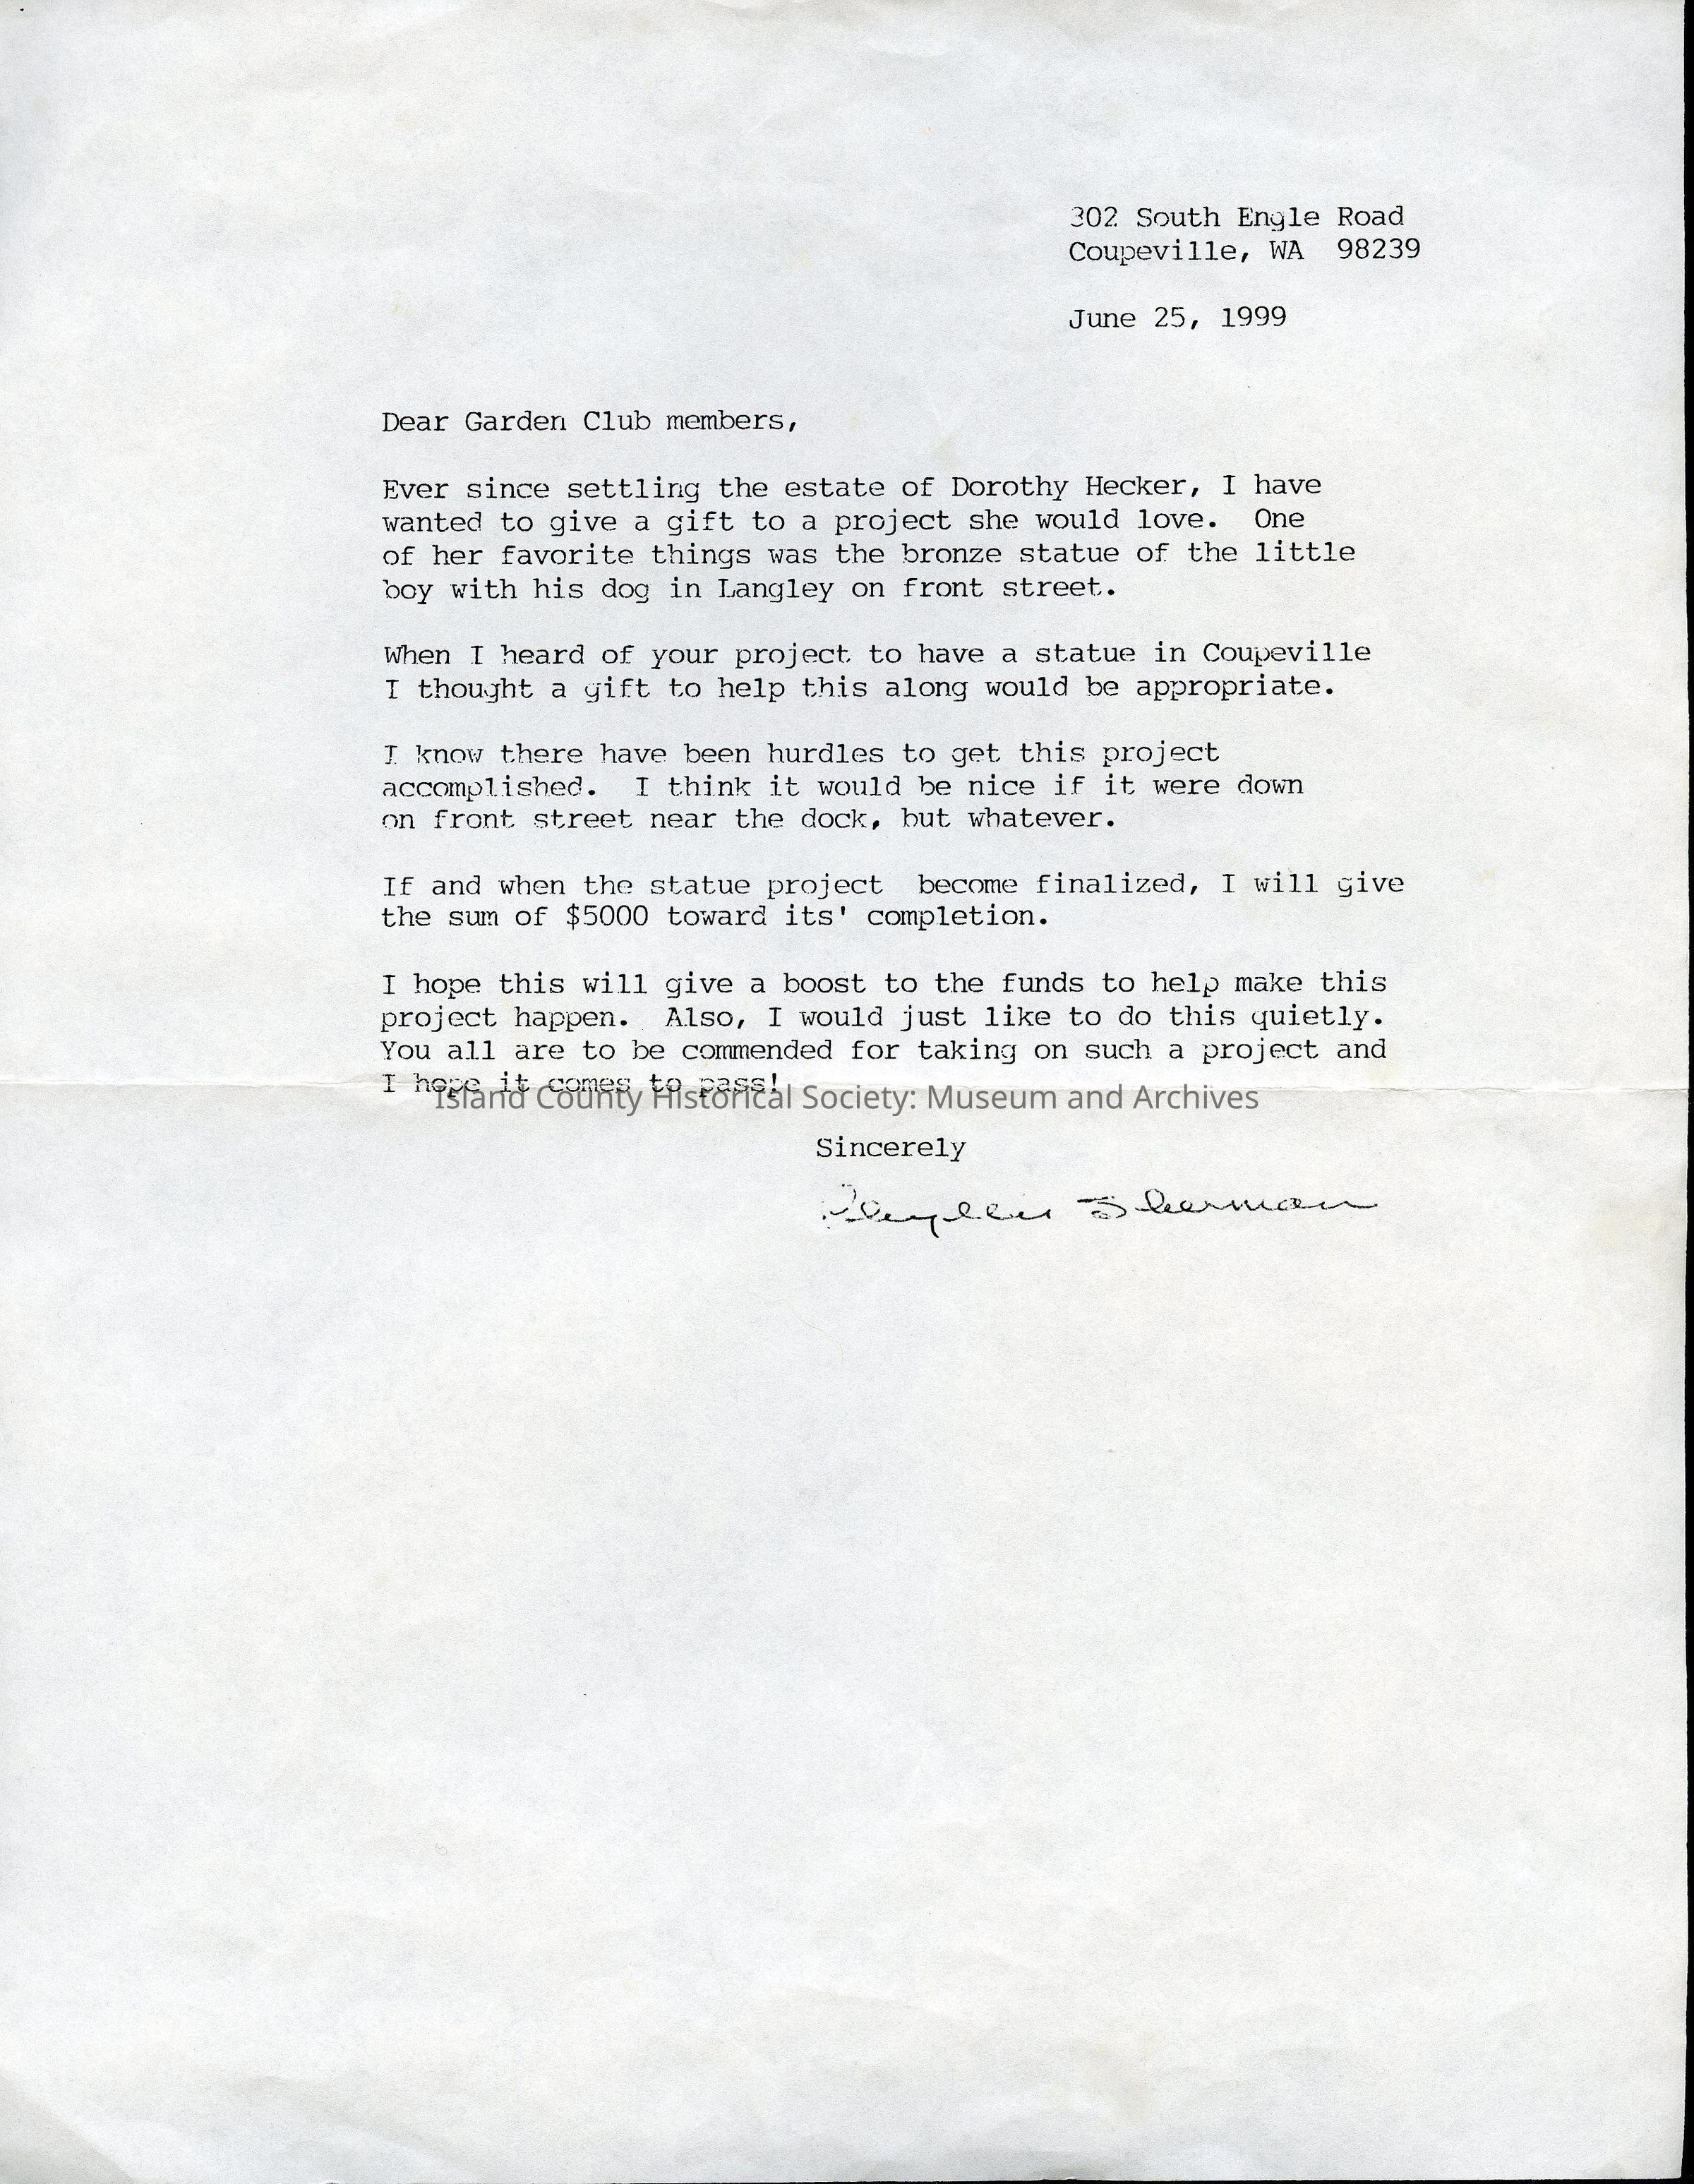 302 South Engle Road
Coupeville, WA  98239
June 25, 1999
Dear Garden Club members,
Ever since settling the estate of Dorothy Hecker, I have
wanted to give a gift to a project she would love.  One
of her favorite things was the bronze statue of the little
boy with his dog in Langley on front street.
When I heard of your project to have a statue in Coupeville
I thought a gift to help this along would be appropriate.
I know there have been hurdles to get this project
accomplished.  I think it would be nice if it were down
on front street near the dock, but whatever.
If and when the statue project  become finalized, I will give
the sum of $5000 toward its' completion.
I hope this will give a boost to the funds to help make this
project happen.  Also, I would just like to do this quietly.
You all are to be commended for taking on such a project and
I hope it comes to pass!
Island County Historical Society: Museum and Archives
Sincerely
Phyllis Sherman